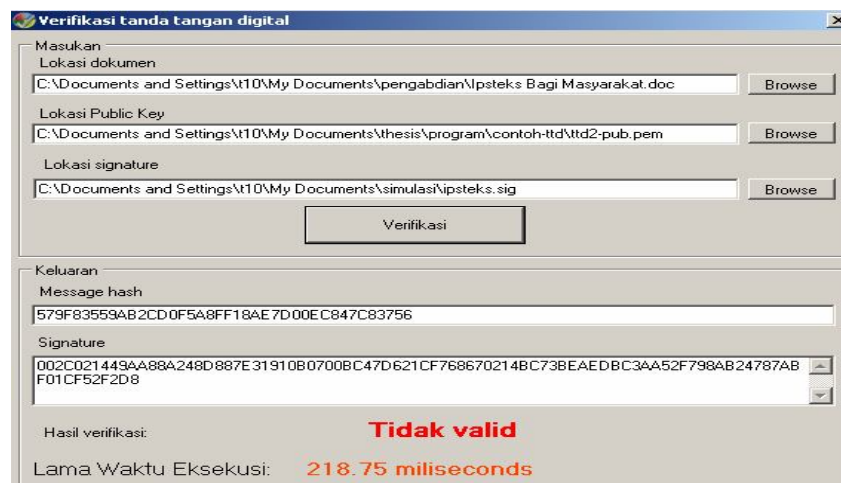 Verifikasi tanda tangan digital
Masukan
Lokasi dokumen
C:\Documents and Settings\t10\My Documents\pengabdian\Ipsteks Bagi Masyarakat.doc
Browse
Lokasi Public Key
C:\Documents and Settings\t10\My Documents\thesis\program\contoh-ttd\ttd2-pub.pem
Browse
Lokasi signature
C:\Documents and Settings\t10\My Documents\simulasi\ipsteks.sig
Browse
Verifikasi
Keluaran
Message hash
579F83559AB2CD0F5A8FF18AE7D00EC847C83756
Signature
002C021449AA88A248D887E31910B0700BC47D621CF768670214BC73BEAEDBC3AA52F798AB24787AB
F01CF52F2D8
Hasil verifikasi: Tidak valid
Lama Waktu Eksekusi: 218.75 miliseconds